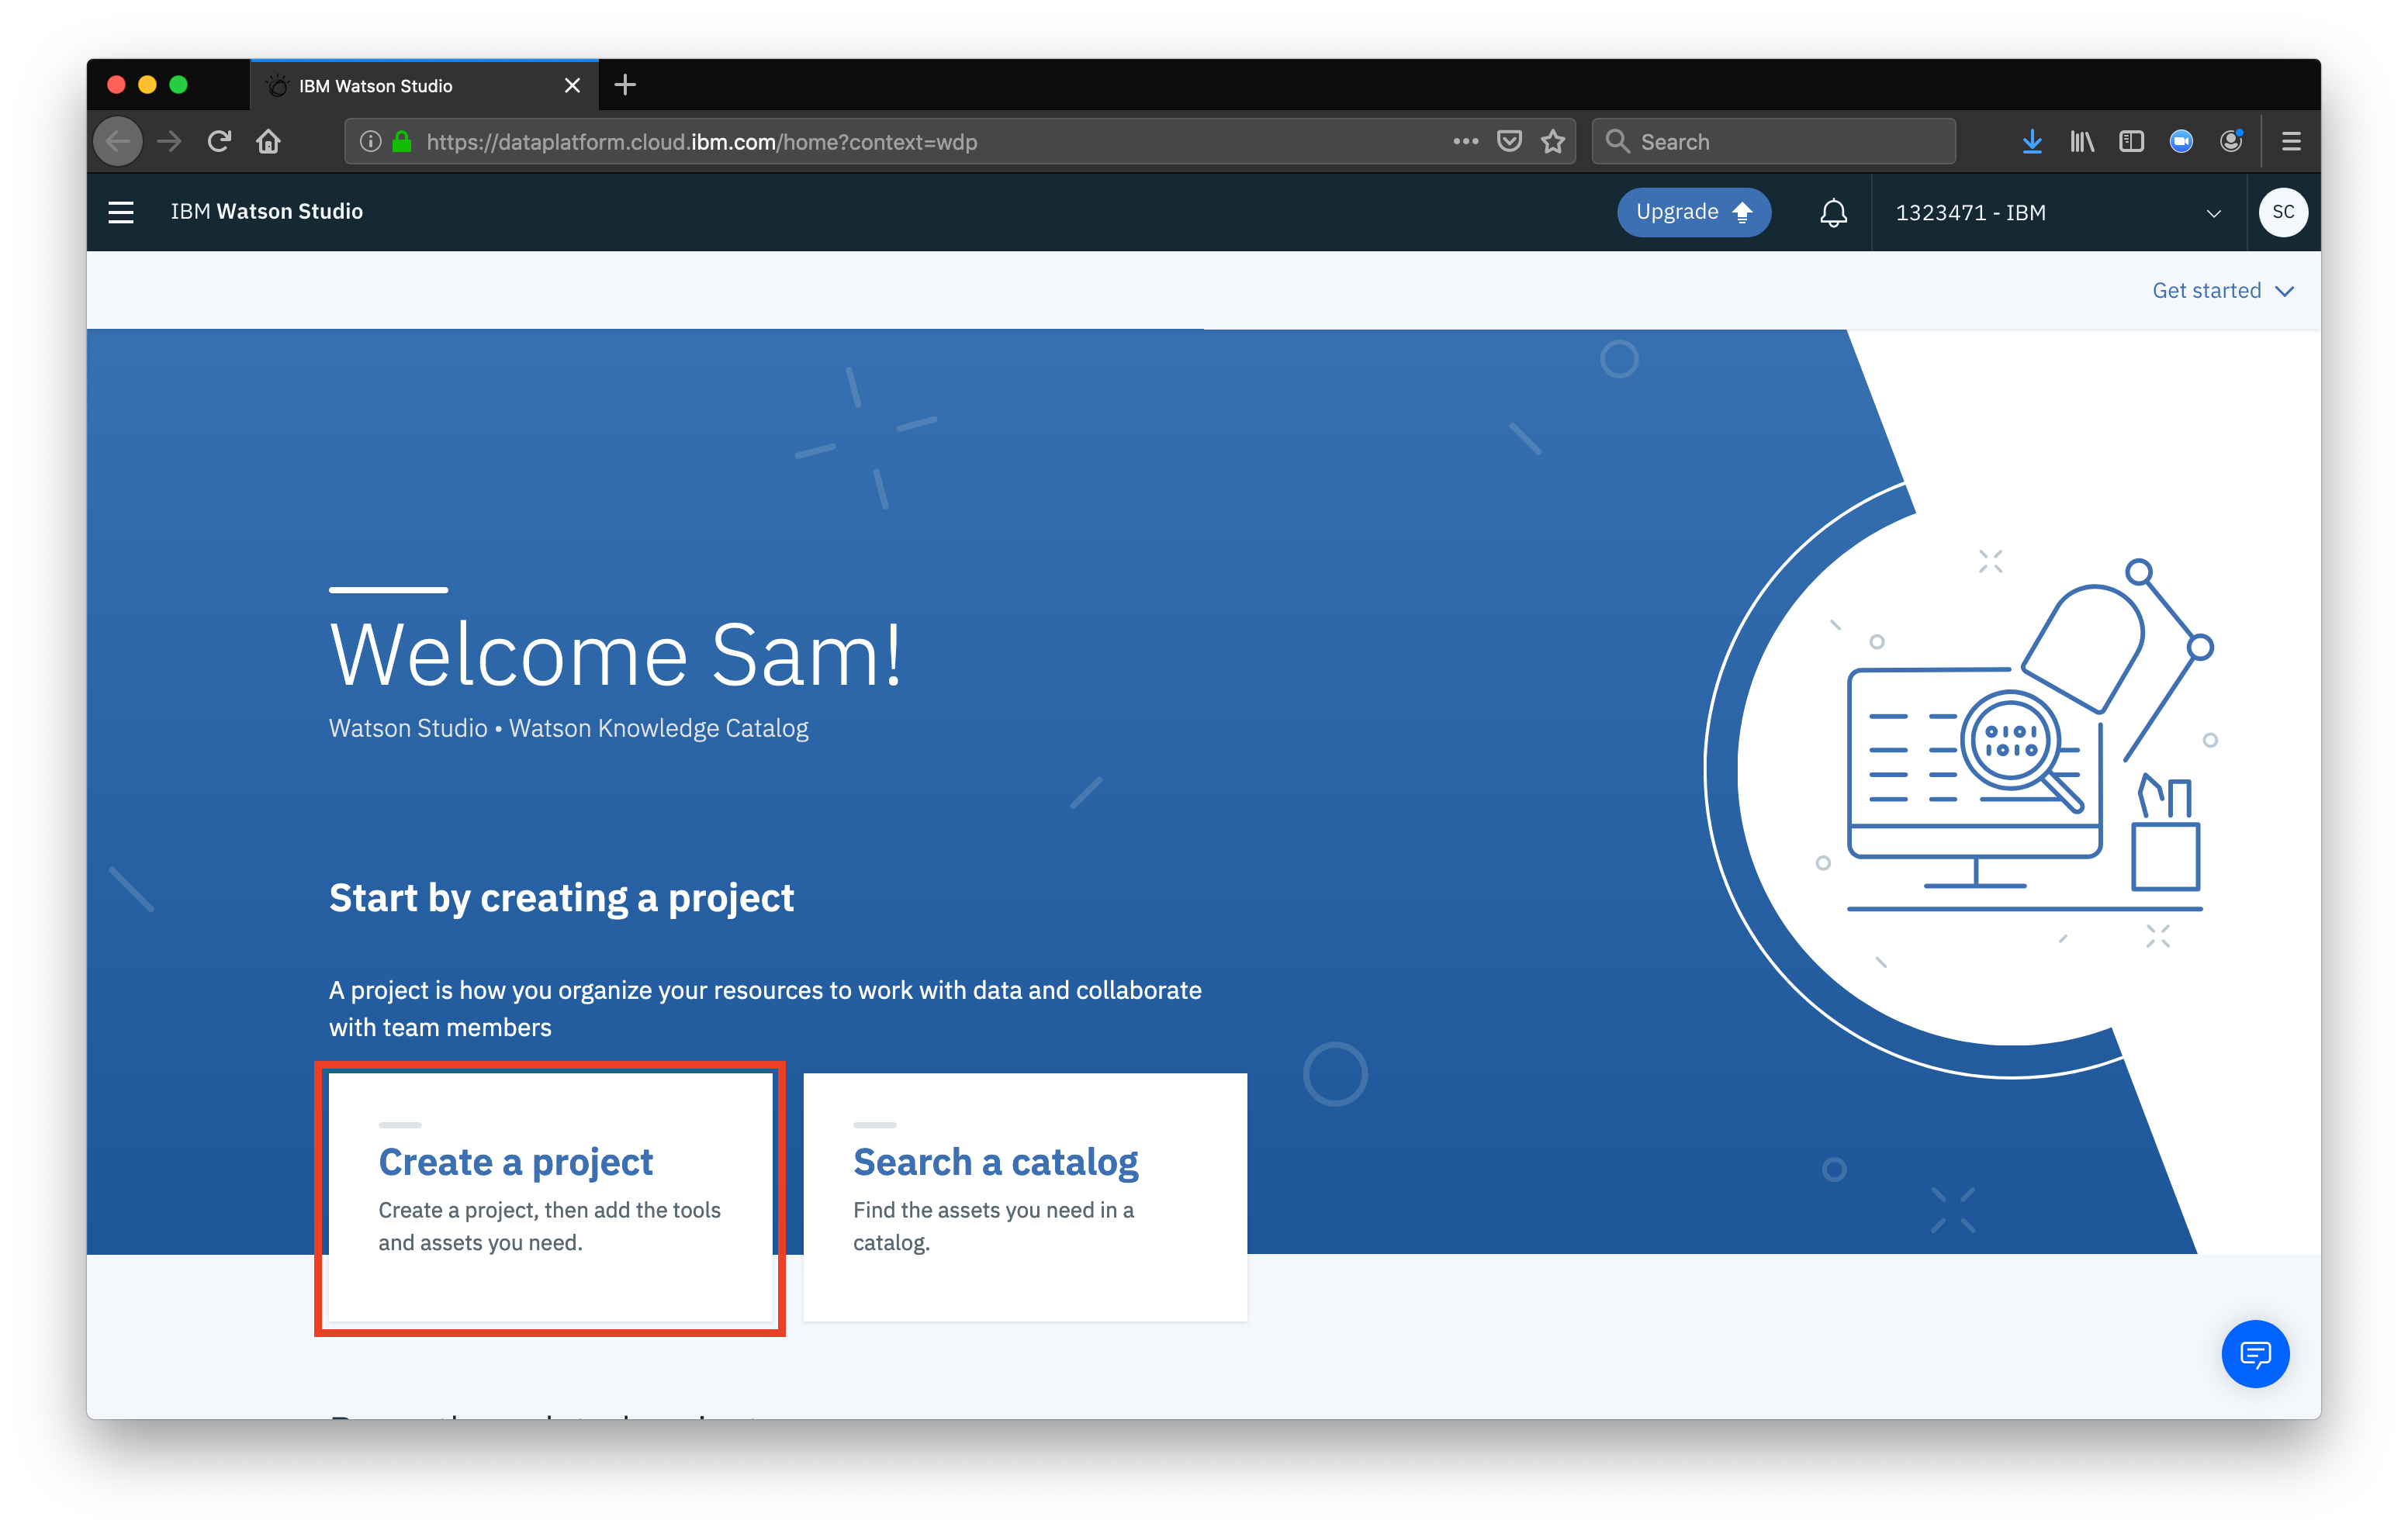 IBM Watson Studio
https://dataplatform.cloud.ibm.com/home?context=wdp
Search
IBM Watson Studio
Upgrade
1323471 - IBM
SC
Get started
Welcome Sam!
Watson Studio • Watson Knowledge Catalog
Start by creating a project
A project is how you organize your resources to work with data and collaborate
with team members
Create a project
Create a project, then add the tools
and assets you need.
Search a catalog
Find the assets you need in a
catalog.